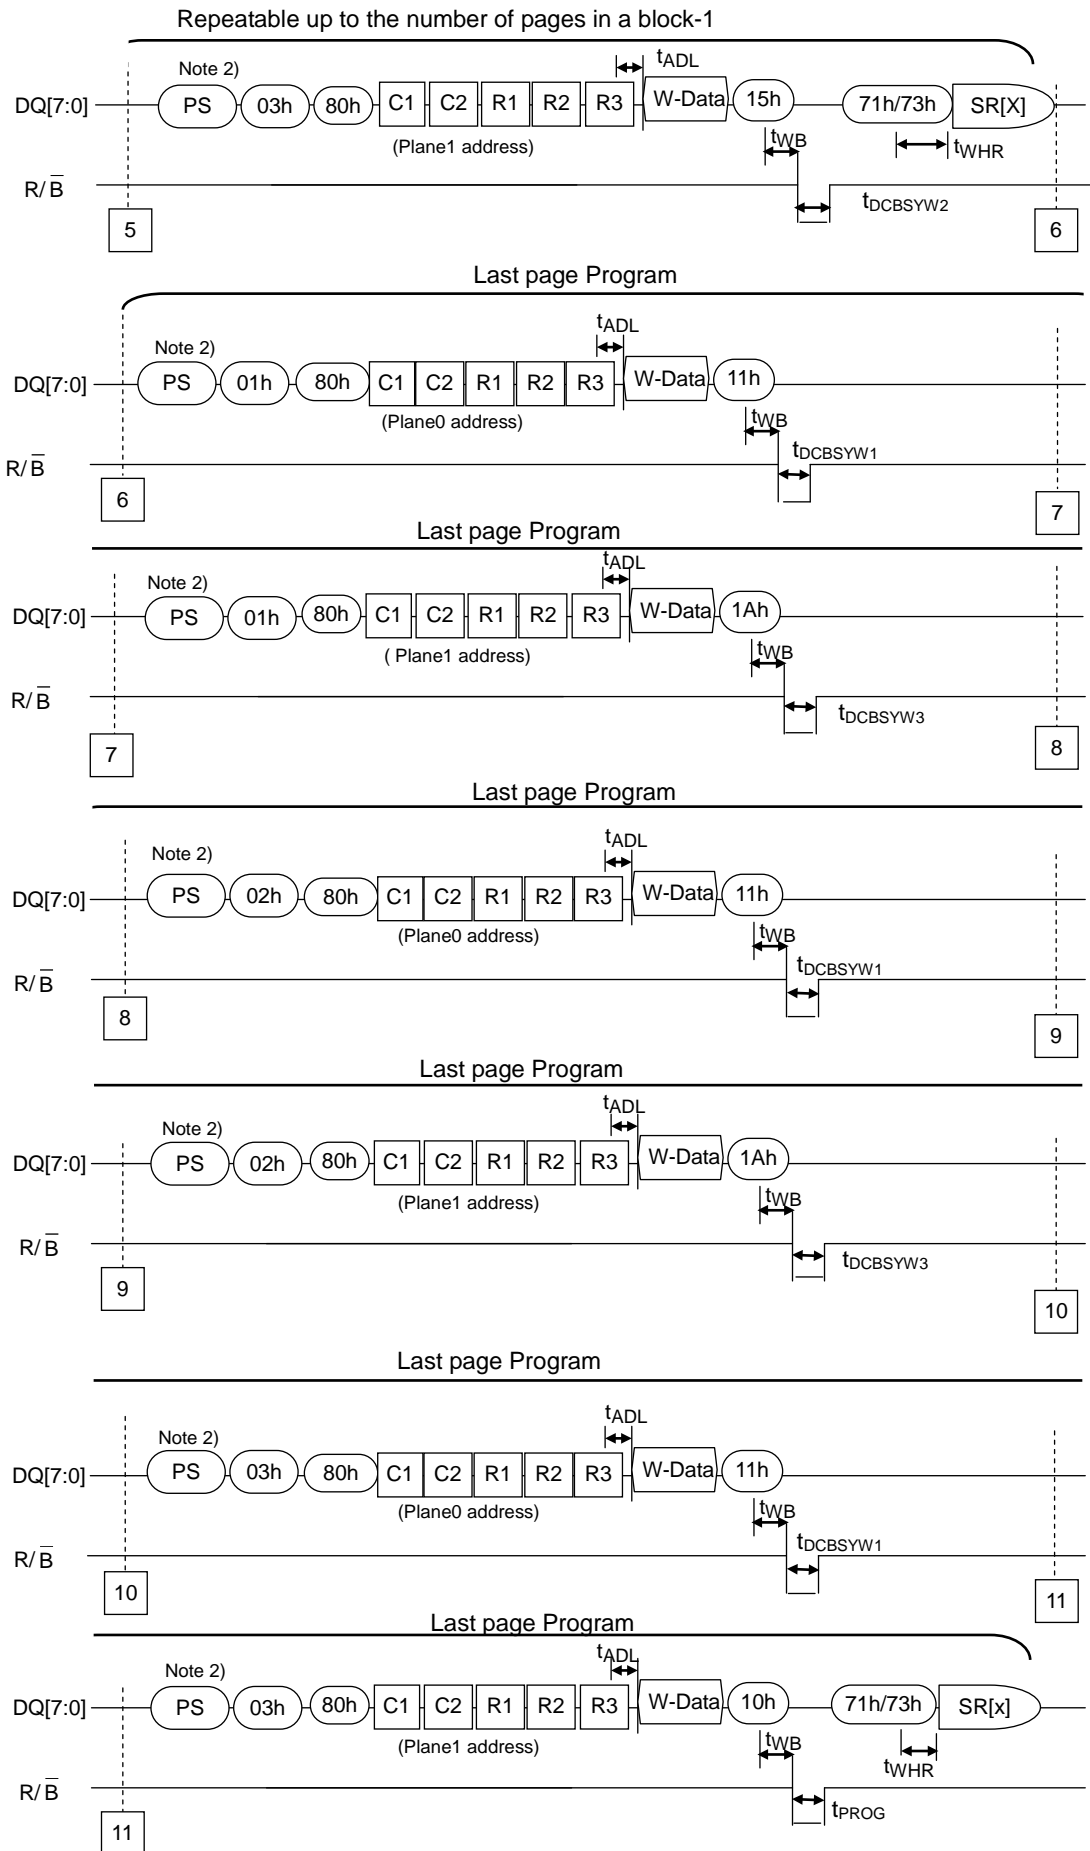 Repeatable up to the number of pages in a block-1
Note 2) tADL
DQ[7:0] PS 03h 80h C1 C2 R1 R2 R3 W-Data 15h 71h/73h SR[X]
(Plane1 address) tWB tWHR
R/B̅ tDCBSYW2
5 6
Last page Program
Note 2) tADL
DQ[7:0] PS 01h 80h C1 C2 R1 R2 R3 W-Data 11h
(Plane0 address) tWB
R/B̅ tDCBSYW1
6 7
Last page Program
Note 2) tADL
DQ[7:0] PS 01h 80h C1 C2 R1 R2 R3 W-Data 1Ah
( Plane1 address) tWB
R/B̅ tDCBSYW3
7 8
Last page Program
Note 2) tADL
DQ[7:0] PS 02h 80h C1 C2 R1 R2 R3 W-Data 11h
(Plane0 address) tWB
R/B̅ tDCBSYW1
8 9
Last page Program
Note 2) tADL
DQ[7:0] PS 02h 80h C1 C2 R1 R2 R3 W-Data 1Ah
(Plane1 address) tWB
R/B̅ tDCBSYW3
9 10
Last page Program
Note 2) tADL
DQ[7:0] PS 03h 80h C1 C2 R1 R2 R3 W-Data 11h
(Plane0 address) tWB
R/B̅ tDCBSYW1
10 11
Last page Program
Note 2) tADL
DQ[7:0] PS 03h 80h C1 C2 R1 R2 R3 W-Data 10h 71h/73h SR[x]
(Plane1 address) tWB tWHR
R/B̅ tPROG
11